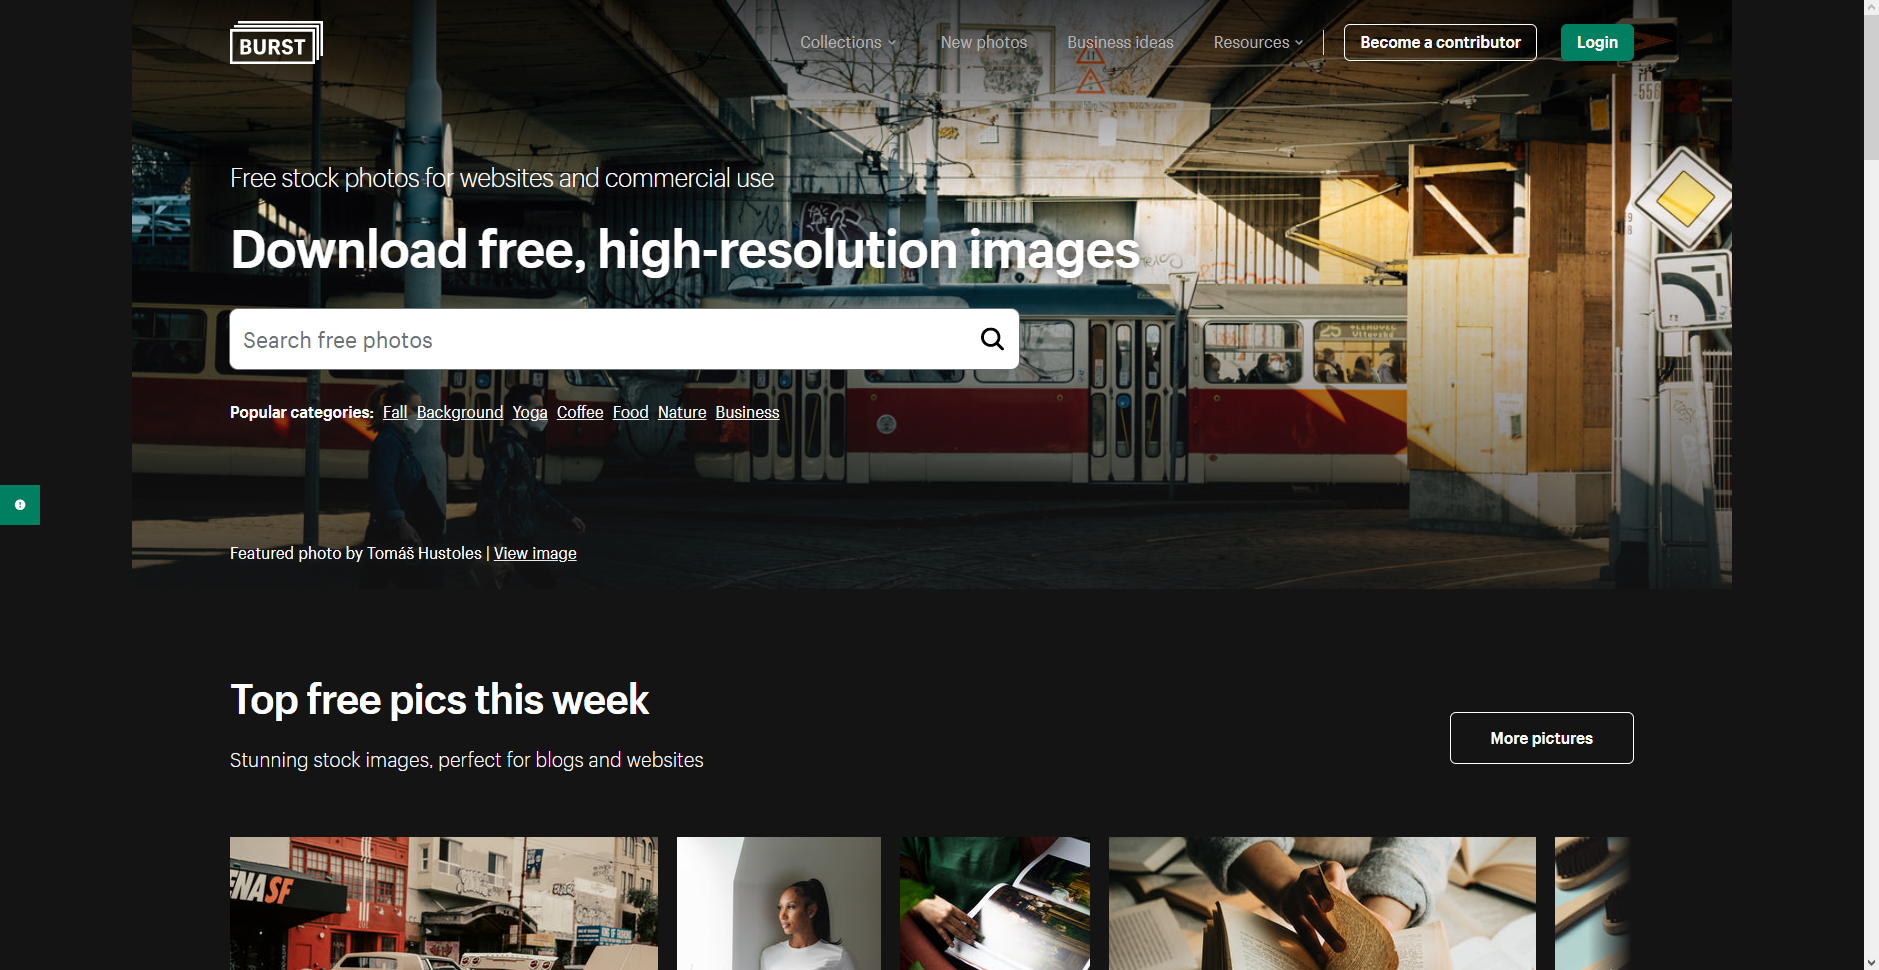 BURST
Collections
New photos
Business ideas
Resources
Become a contributor
Login
556
Free stock photos for websites and commercial use
Download free, high-resolution images
Search free photos
25
Popular categories: Fall Background Yoga Coffee Food Nature Business
Featured photo by Tomáš Hustoles | View image
Top free pics this week
More pictures
Stunning stock images, perfect for blogs and websites
ENASF